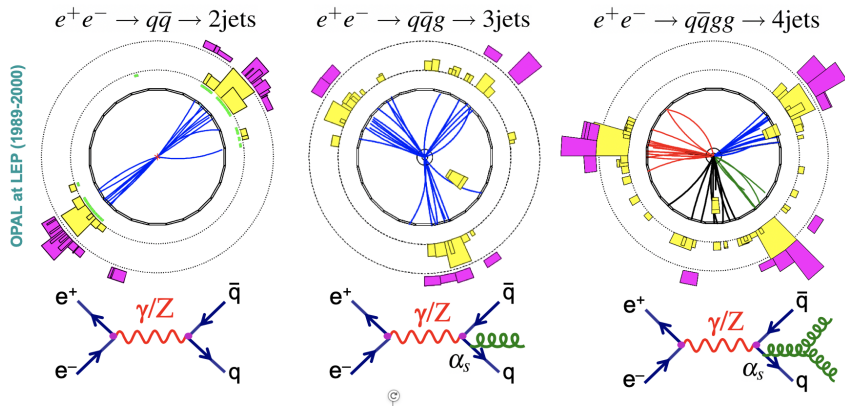 e⁺e⁻ → qq̅ → 2jets
e⁺e⁻ → qq̅g → 3jets
e⁺e⁻ → qq̅gg → 4jets
OPAL at LEP (1989-2000)
e⁺
γ/Z
q̅
e⁻
q
e⁺
γ/Z
q̅
e⁻
αₛ
q
e⁺
γ/Z
q̅
e⁻
αₛ
q